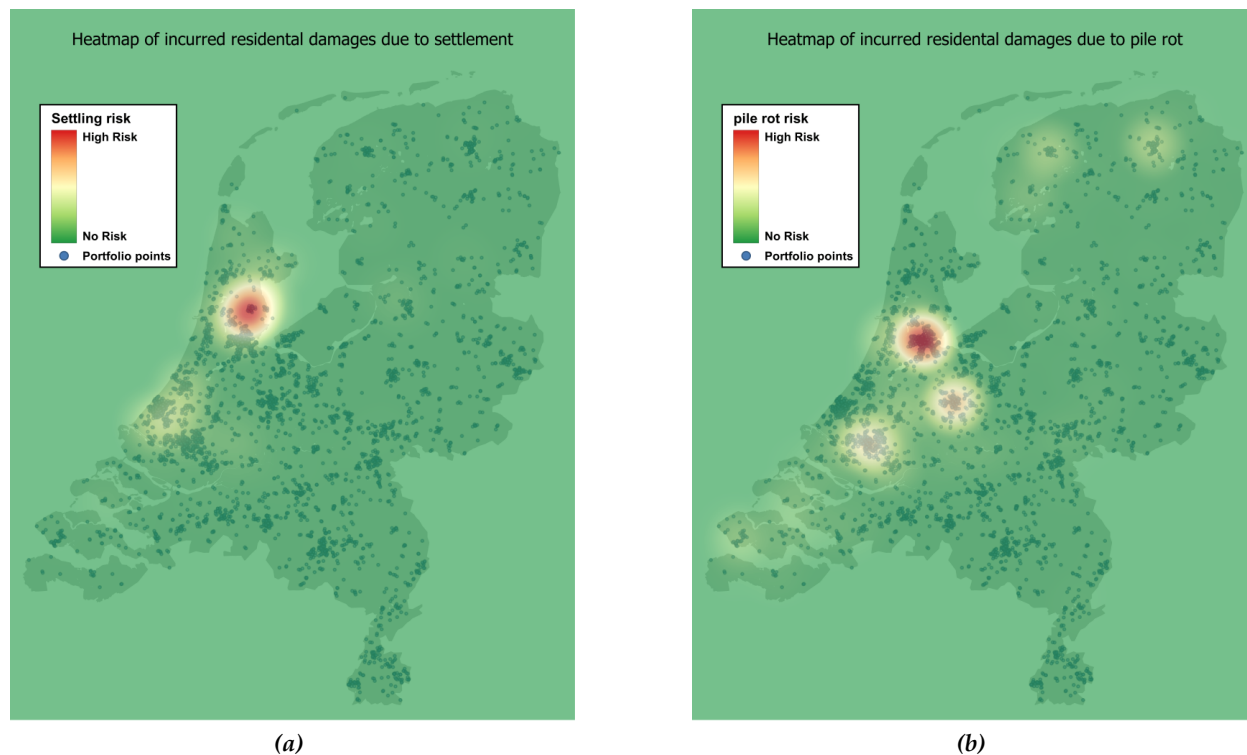 Heatmap of incurred residental damages due to settlement
Settling risk
High Risk
No Risk
Portfolio points
(a)
Heatmap of incurred residental damages due to pile rot
pile rot risk
High Risk
No Risk
Portfolio points
(b)